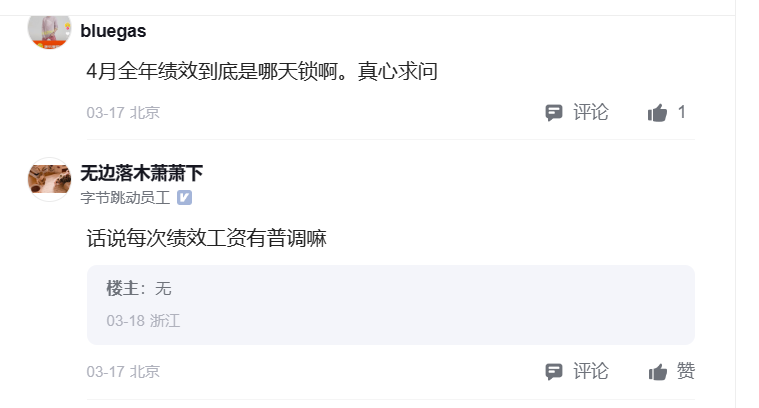 bluegas
4月全年绩效到底是哪天锁啊。真心求问
03-17 北京
评论
1
无边落木萧萧下
字节跳动员工
话说每次绩效工资有普调嘛
楼主：无
03-18 浙江
03-17 北京
评论
赞